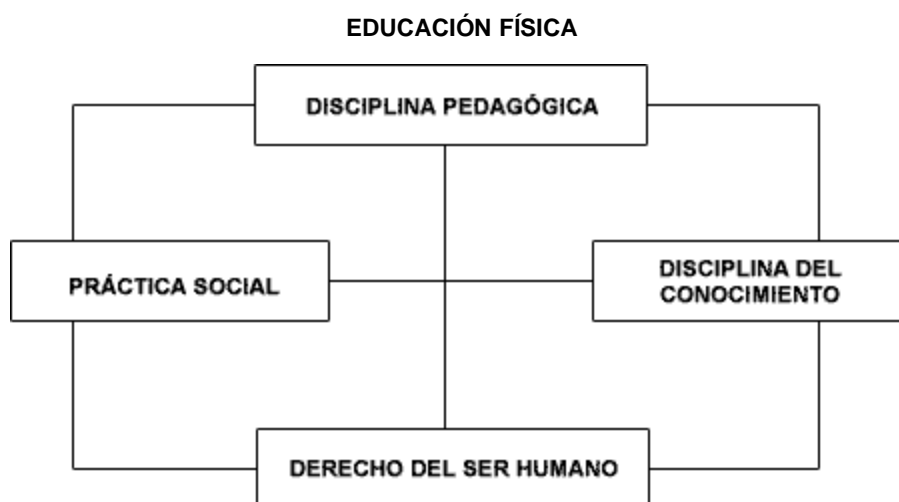 EDUCACIÓN FÍSICA
DISCIPLINA PEDAGÓGICA
PRÁCTICA SOCIAL
DISCIPLINA DEL
CONOCIMIENTO
DERECHO DEL SER HUMANO